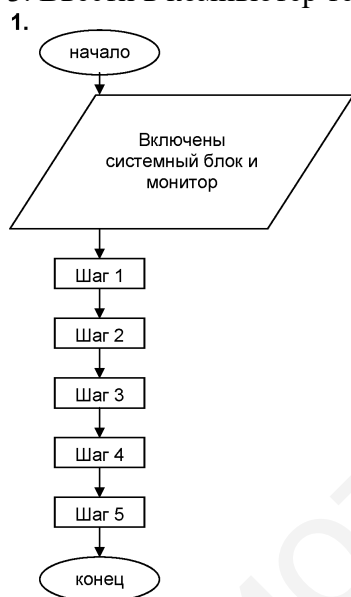 1.
начало
Включены
системный блок и
монитор
Шаг 1
Шаг 2
Шаг 3
Шаг 4
Шаг 5
конец